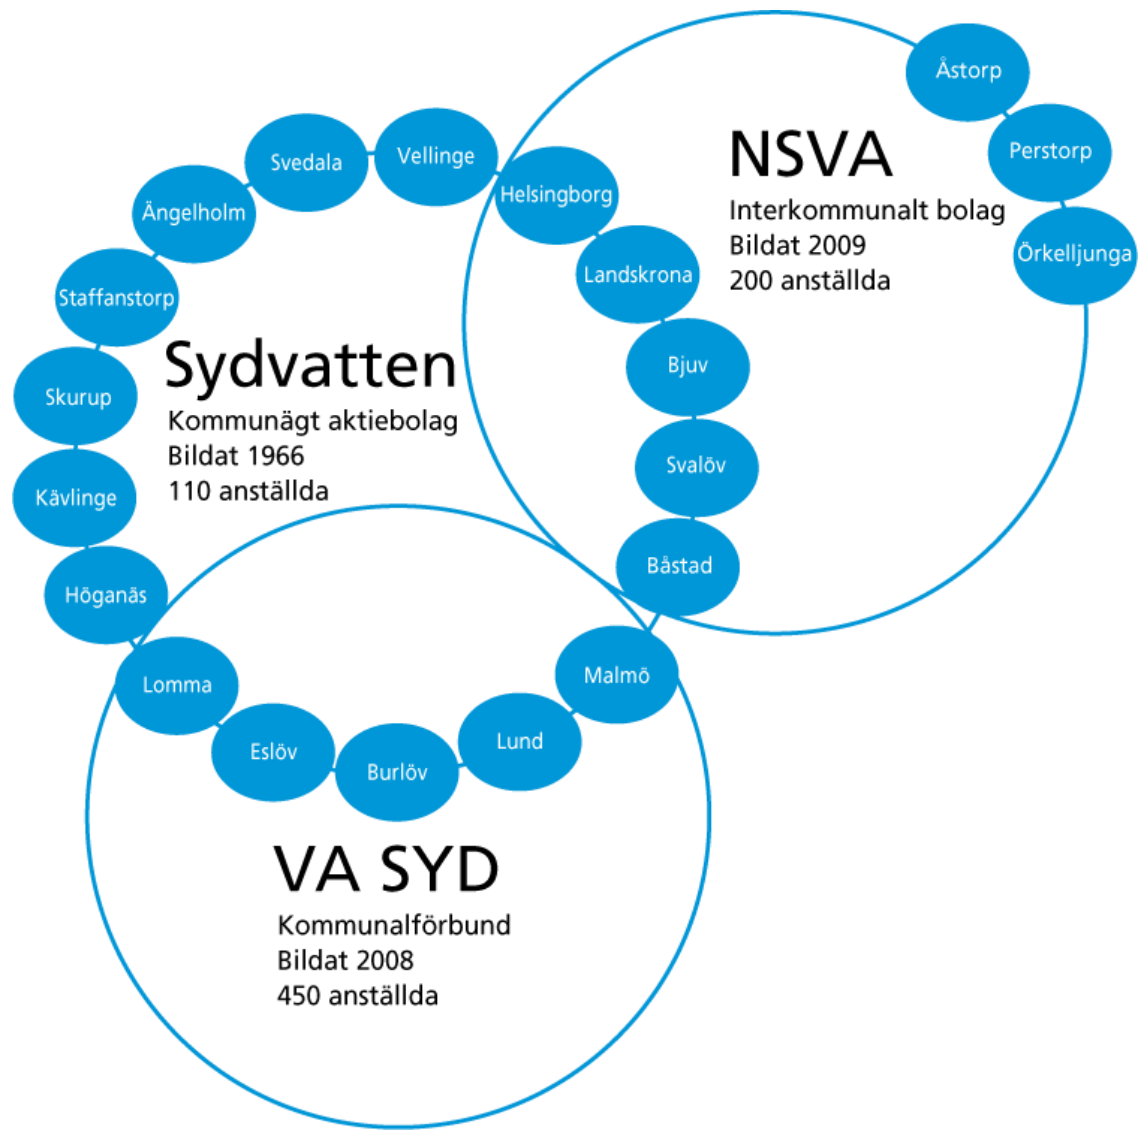 Åstorp
Perstorp
Örkelljunga
NSVA
Interkommunalt bolag
Bildat 2009
200 anställda
Svedala
Vellinge
Helsingborg
Ängelholm
Landskrona
Staffanstorp
Bjuv
Skurup
Svalöv
Kävlinge
Båstad
Höganäs
Sydvatten
Kommunägt aktiebolag
Bildat 1966
110 anställda
Lomma
Eslöv
Burlöv
Lund
Malmö
VA SYD
Kommunalförbund
Bildat 2008
450 anställda